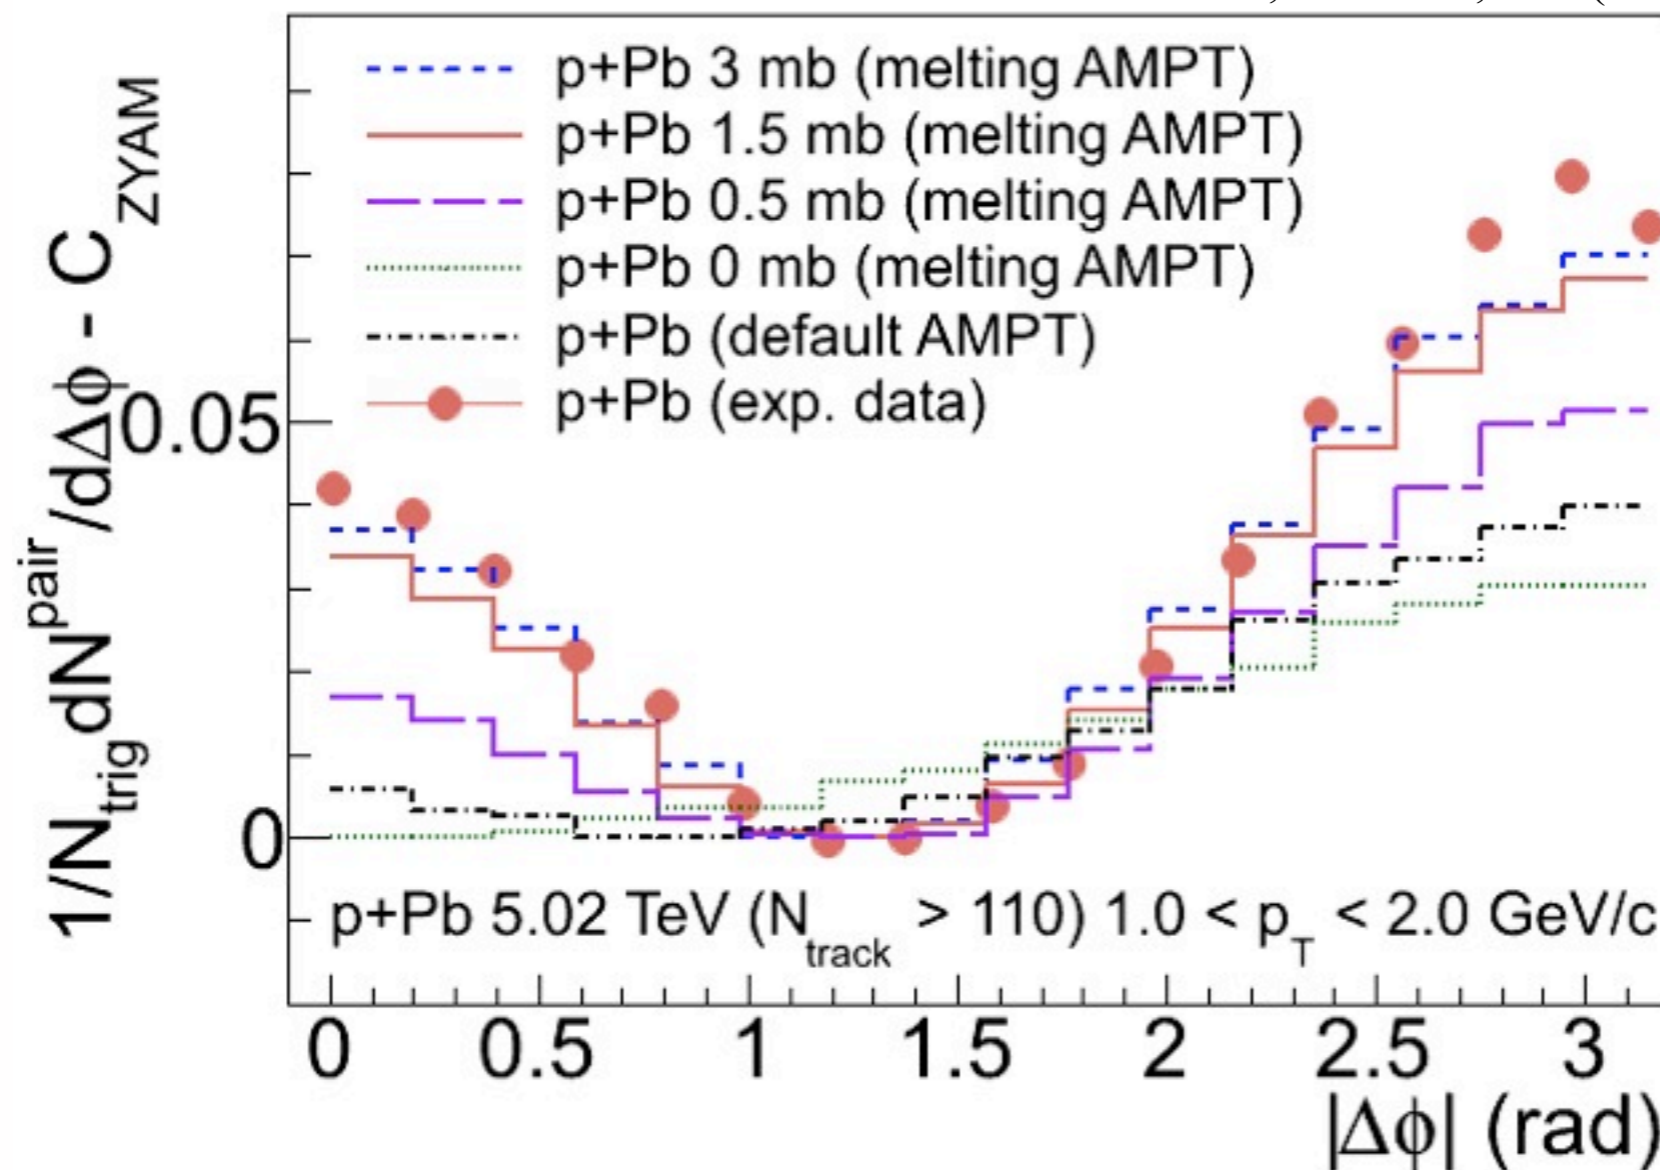 p+Pb 3 mb (melting AMPT)
p+Pb 1.5 mb (melting AMPT)
p+Pb 0.5 mb (melting AMPT)
p+Pb 0 mb (melting AMPT)
p+Pb (default AMPT)
p+Pb (exp. data)
1/N_trig dN^pair/dΔϕ - C_ZYAM
0.05
0
p+Pb 5.02 TeV (N_track > 110) 1.0 < p_T < 2.0 GeV/c
0 0.5 1 1.5 2 2.5 3
|Δϕ| (rad)